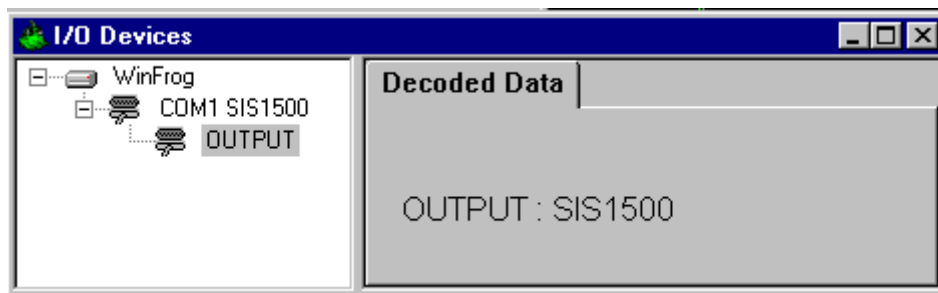 I/O Devices
WinFrog
COM1 SIS1500
OUTPUT
Decoded Data
OUTPUT : SIS1500